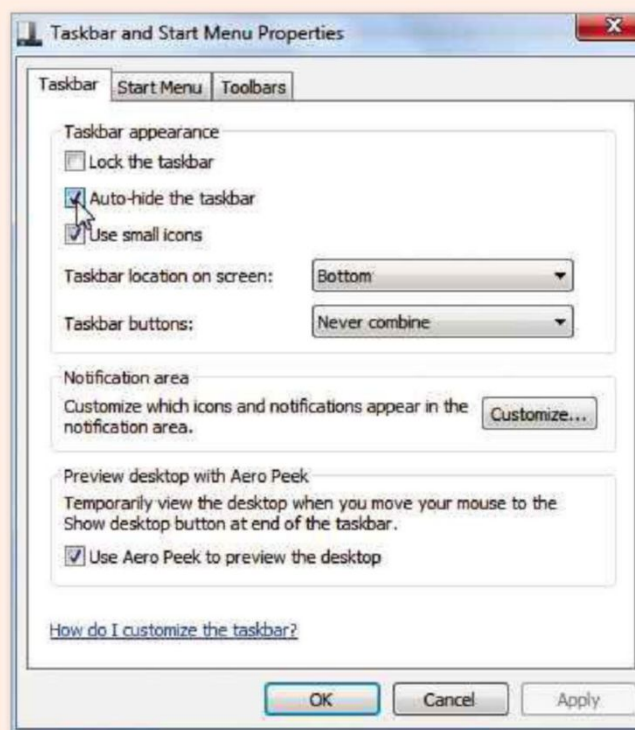 Taskbar and Start Menu Properties
Taskbar
Start Menu
Toolbars
Taskbar appearance
Lock the taskbar
Auto-hide the taskbar
Use small icons
Taskbar location on screen:
Bottom
Taskbar buttons:
Never combine
Notification area
Customize which icons and notifications appear in the
notification area.
Customize...
Preview desktop with Aero Peek
Temporarily view the desktop when you move your mouse to the
Show desktop button at end of the taskbar.
Use Aero Peek to preview the desktop
How do I customize the taskbar?
OK
Cancel
Apply